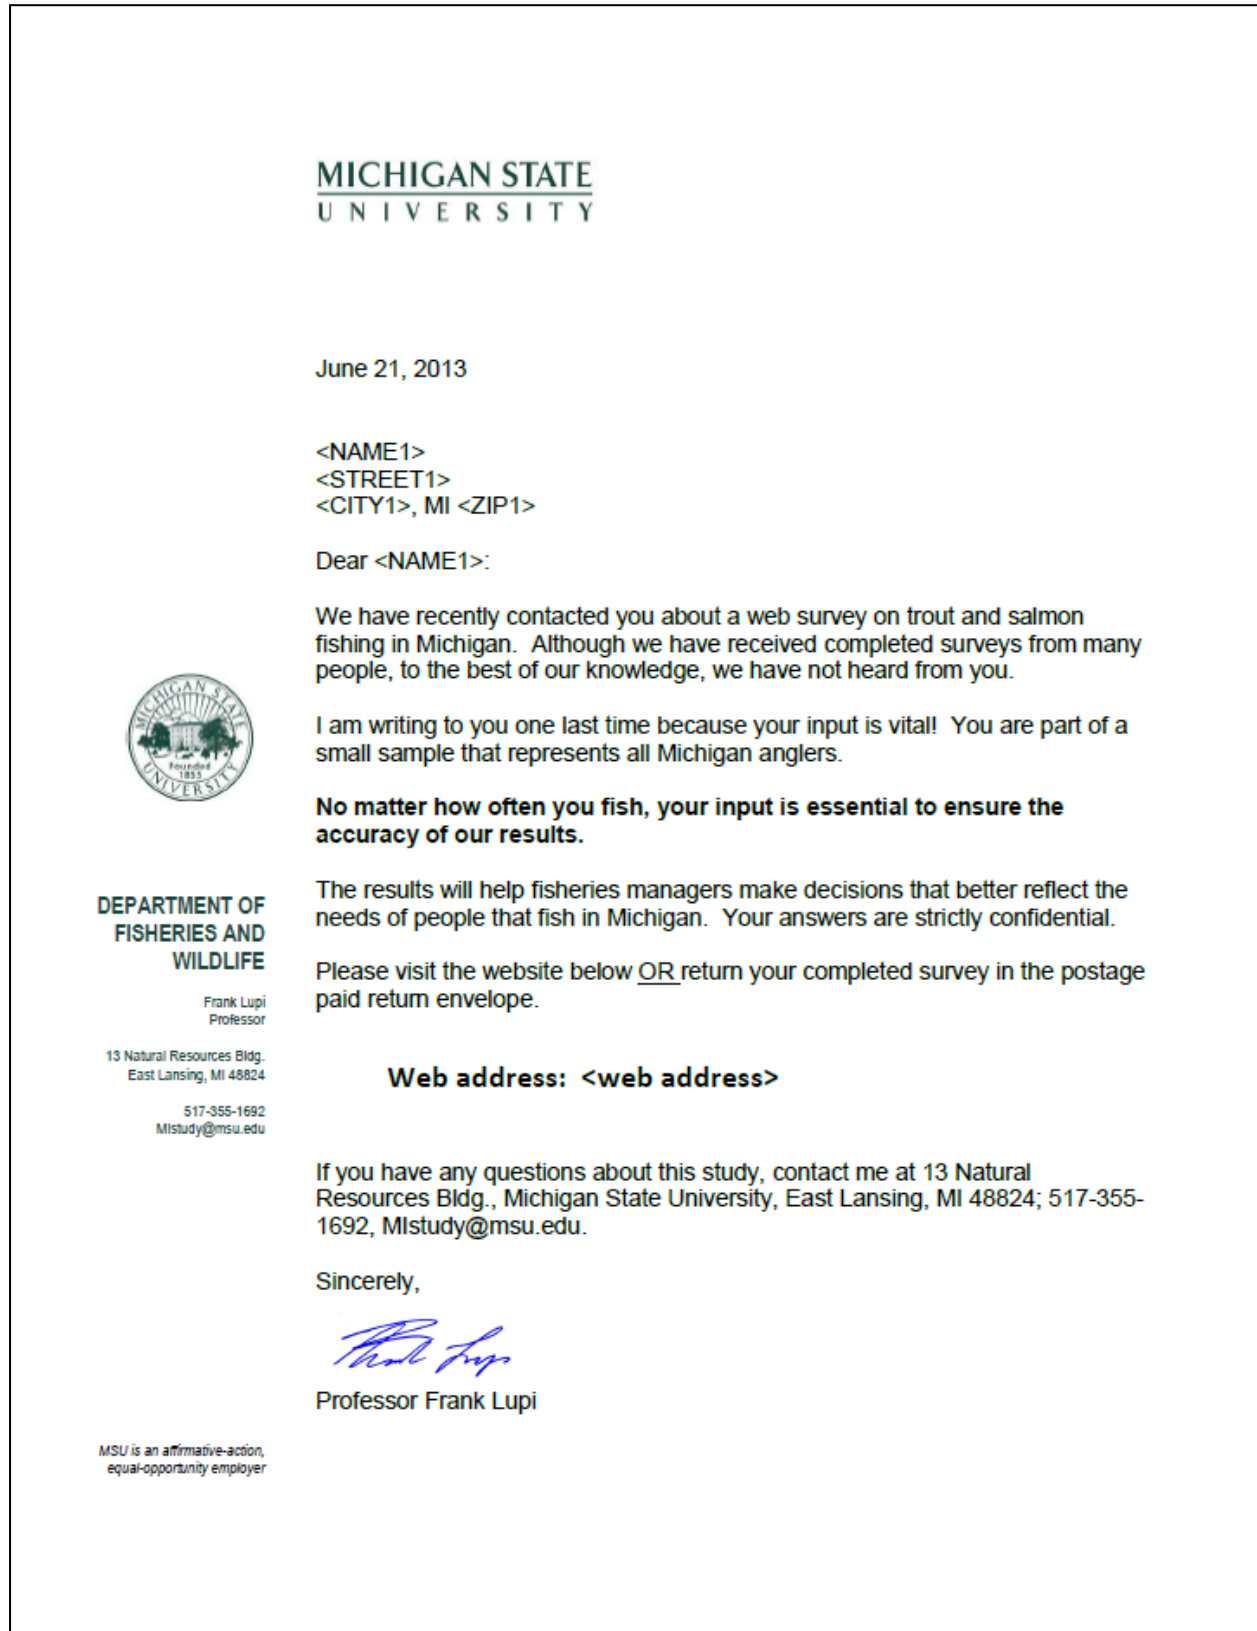 MICHIGAN STATE
UNIVERSITY
June 21, 2013
<NAME1>
<STREET1>
<CITY1>, MI <ZIP1>
Dear <NAME1>:
We have recently contacted you about a web survey on trout and salmon
fishing in Michigan.  Although we have received completed surveys from many
people, to the best of our knowledge, we have not heard from you.
I am writing to you one last time because your input is vital!  You are part of a
small sample that represents all Michigan anglers.
No matter how often you fish, your input is essential to ensure the
accuracy of our results.
The results will help fisheries managers make decisions that better reflect the
needs of people that fish in Michigan.  Your answers are strictly confidential.
Please visit the website below OR return your completed survey in the postage
paid return envelope.
Web address:  <web address>
If you have any questions about this study, contact me at 13 Natural
Resources Bldg., Michigan State University, East Lansing, MI 48824; 517-355-
1692, MIstudy@msu.edu.
Sincerely,
Frank Lupi
Professor Frank Lupi
MICHIGAN STATE
UNIVERSITY
Founded
1855
DEPARTMENT OF
FISHERIES AND
WILDLIFE
Frank Lupi
Professor
13 Natural Resources Bldg.
East Lansing, MI 48824
517-355-1692
MIstudy@msu.edu
MSU is an affirmative-action,
equal-opportunity employer